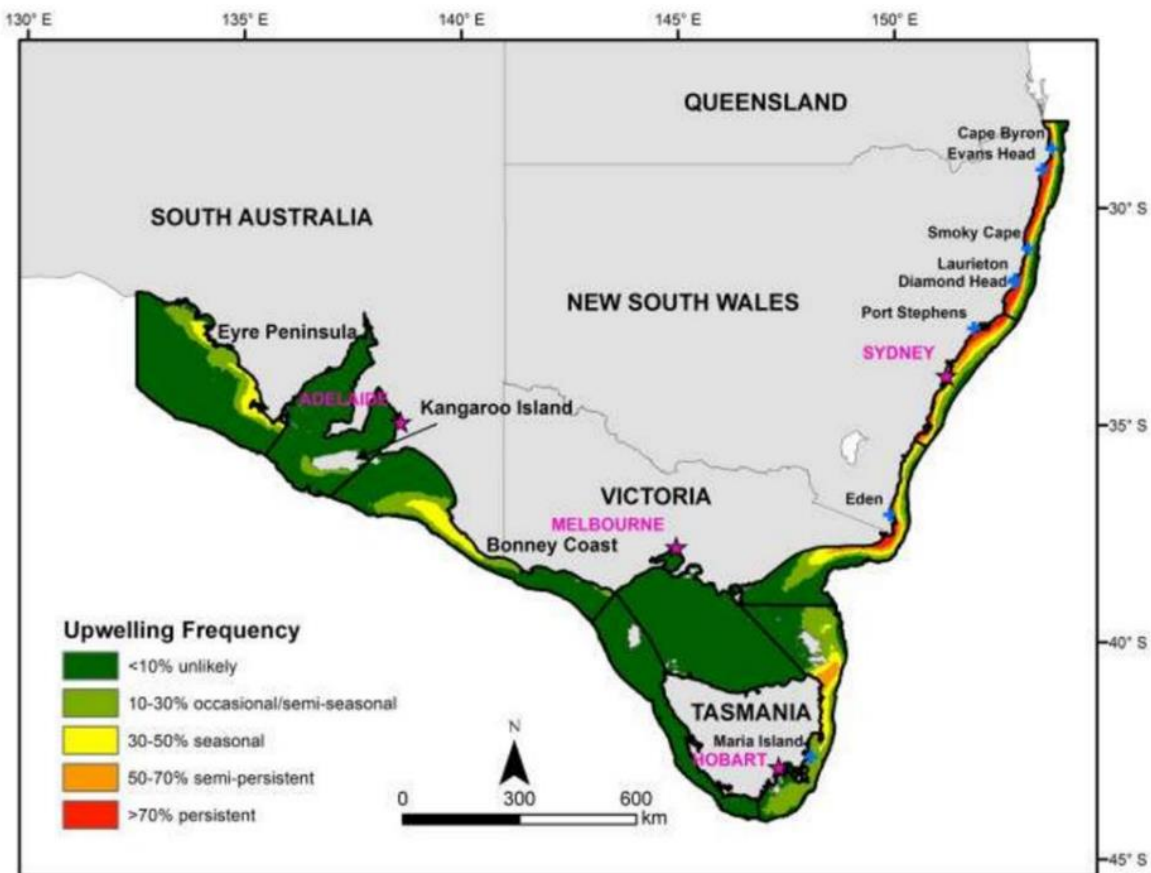 130° E
135° E
140° E
145° E
150° E
QUEENSLAND
Cape Byron
Evans Head
SOUTH AUSTRALIA
30° S
Smoky Cape
Laurieton
Diamond Head
NEW SOUTH WALES
Port Stephens
Eyre Peninsula
SYDNEY
ADELAIDE
Kangaroo Island
35° S
VICTORIA
Eden
MELBOURNE
Bonney Coast
Upwelling Frequency
<10% unlikely
10-30% occasional/semi-seasonal
30-50% seasonal
50-70% semi-persistent
>70% persistent
40° S
TASMANIA
Maria Island
HOBART
N
0 300 600
km
45° S